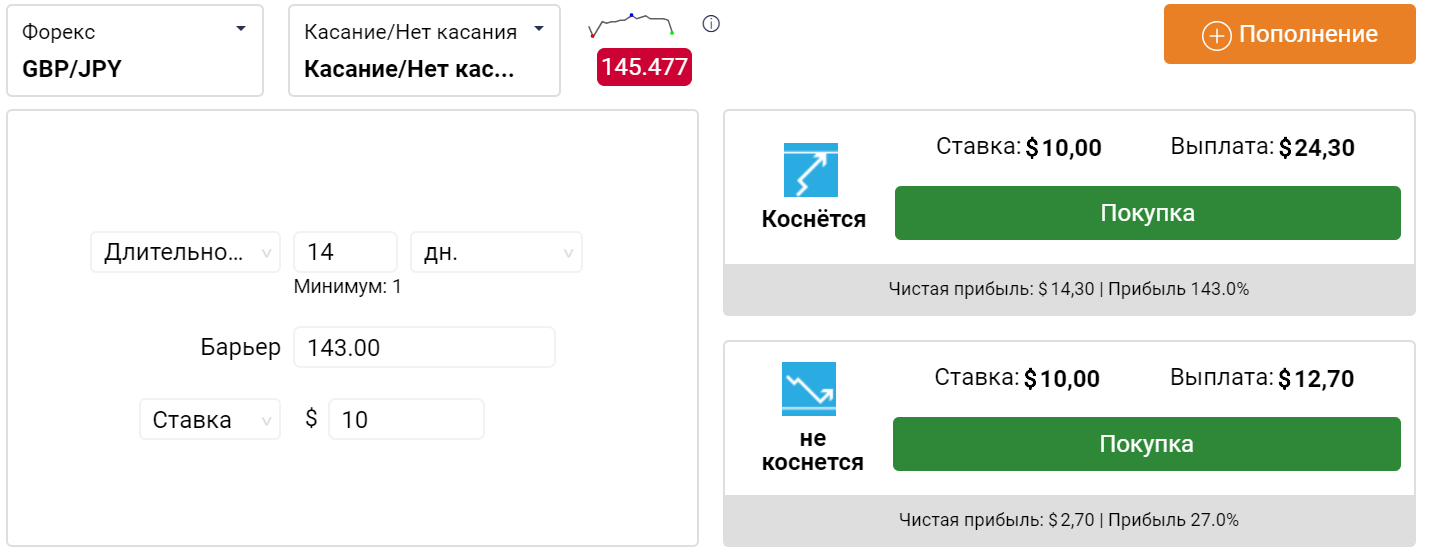 Форекс
GBP/JPY
Касание/Нет касания
Касание/Нет кас...
145.477
Пополнение
Длительно...
14
дн.
Минимум: 1
Барьер
143.00
Ставка
$
10
Ставка: $10,00
Выплата: $24,30
Коснётся
Покупка
Чистая прибыль: $14,30 | Прибыль 143.0%
Ставка: $10,00
Выплата: $12,70
не
коснется
Покупка
Чистая прибыль: $2,70 | Прибыль 27.0%